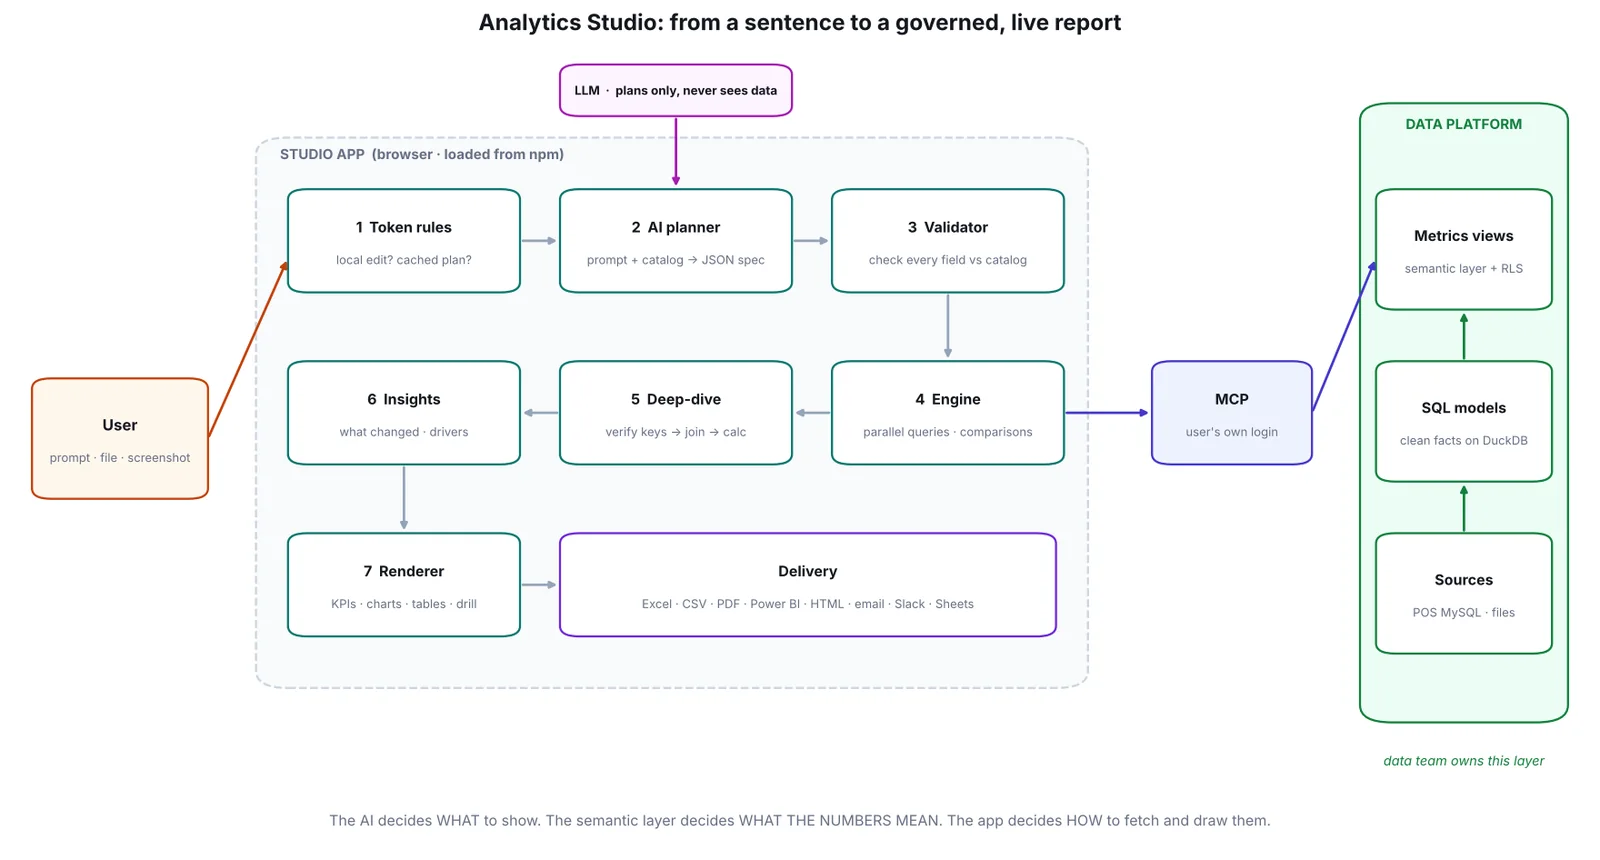 Analytics Studio: from a sentence to a governed, live report
LLM · plans only, never sees data
DATA PLATFORM
STUDIO APP (browser · loaded from npm)
1 Token rules
local edit? cached plan?
2 AI planner
prompt + catalog → JSON spec
3 Validator
check every field vs catalog
Metrics views
semantic layer + RLS
User
prompt · file · screenshot
6 Insights
what changed · drivers
5 Deep-dive
verify keys → join → calc
4 Engine
parallel queries · comparisons
MCP
user's own login
SQL models
clean facts on DuckDB
7 Renderer
KPIs · charts · tables · drill
Delivery
Excel · CSV · PDF · Power BI · HTML · email · Slack · Sheets
Sources
POS MySQL · files
data team owns this layer
The AI decides WHAT to show. The semantic layer decides WHAT THE NUMBERS MEAN. The app decides HOW to fetch and draw them.